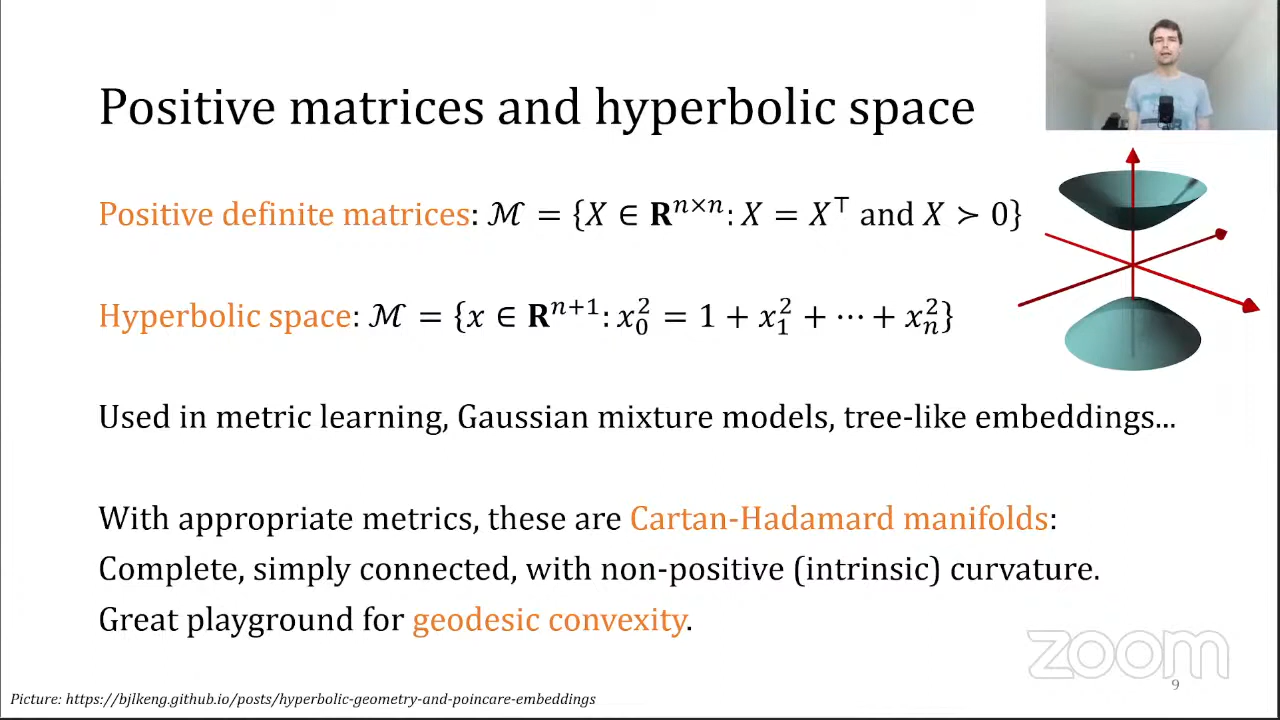 Positive matrices and hyperbolic space
Positive definite matrices: ℳ = {X ∈ 𝐑ⁿˣⁿ: X = X⊤ and X ≻ 0}
Hyperbolic space: ℳ = {x ∈ 𝐑ⁿ⁺¹: x₀² = 1 + x₁² + ⋯ + xₙ²}
Used in metric learning, Gaussian mixture models, tree-like embeddings...
With appropriate metrics, these are Cartan-Hadamard manifolds:
Complete, simply connected, with non-positive (intrinsic) curvature.
Great playground for geodesic convexity.
zoom
9
Picture: https://bjlkeng.github.io/posts/hyperbolic-geometry-and-poincare-embeddings